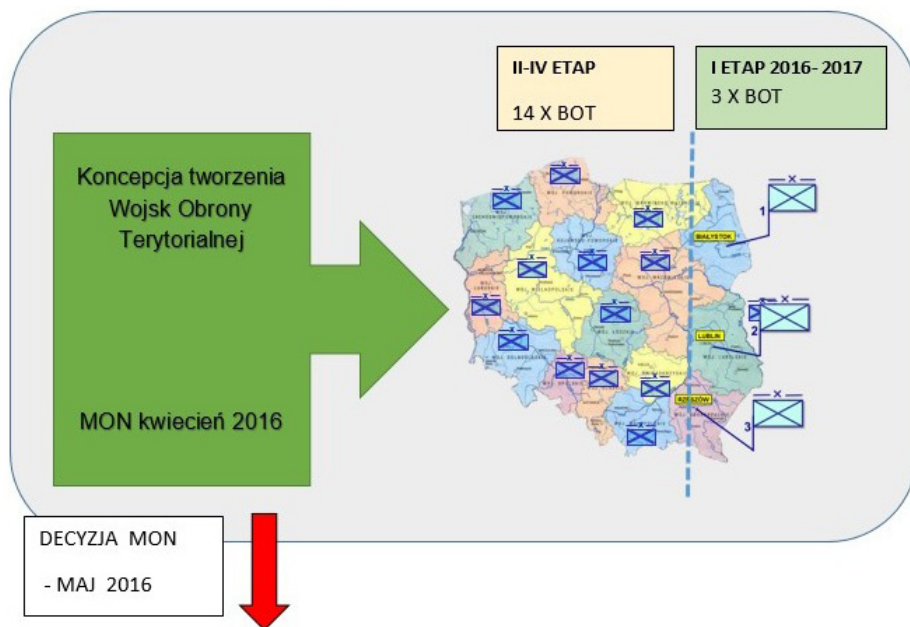 II-IV ETAP
14 X BOT
I ETAP 2016- 2017
3 X BOT
Koncepcja tworzenia
Wojsk Obrony
Terytorialnej
MON kwiecień 2016
BIAŁYSTOK
1
LUBLIN
2
RZESZÓW
3
DECYZJA MON
- MAJ 2016